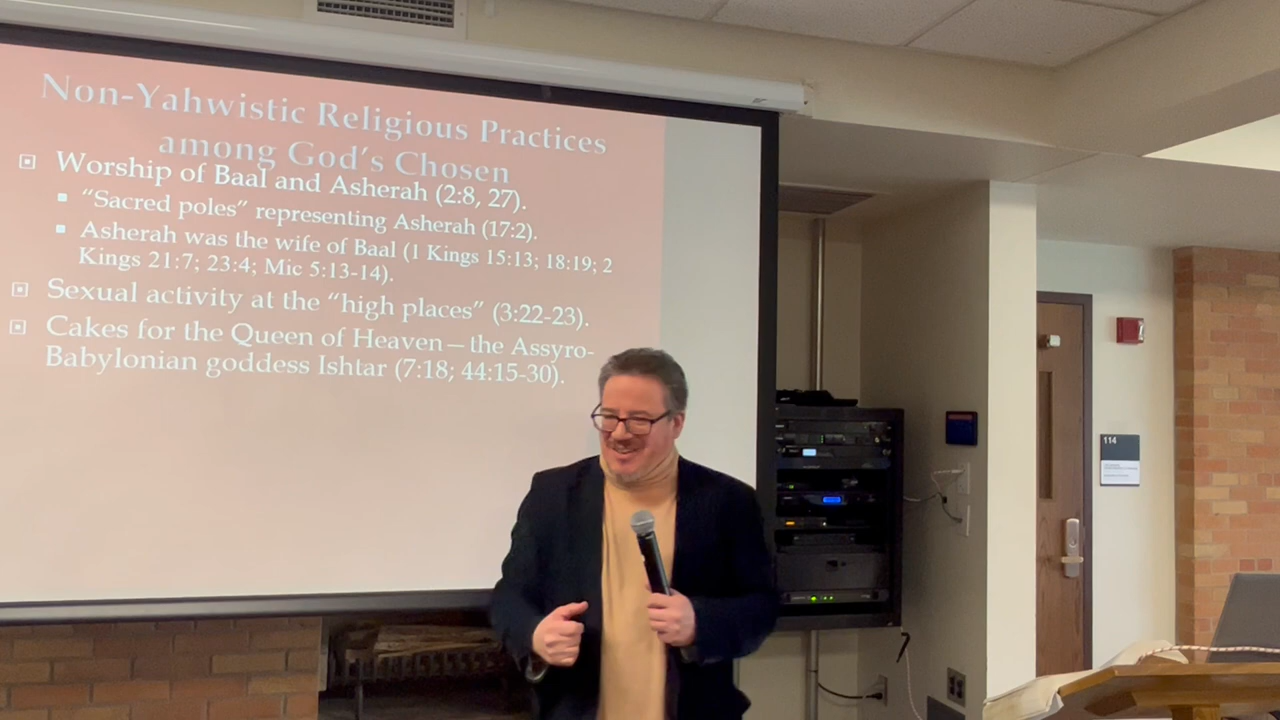 Non-Yahwistic Religious Practices
among God's Chosen
Worship of Baal and Asherah (2:8, 27).
"Sacred poles" representing Asherah (17:2).
Asherah was the wife of Baal (1 Kings 15:13; 18:19; 2
Kings 21:7; 23:4; Mic 5:13-14).
Sexual activity at the "high places" (3:22-23).
Cakes for the Queen of Heaven—the Assyro-
Babylonian goddess Ishtar (7:18; 44:15-30).
114